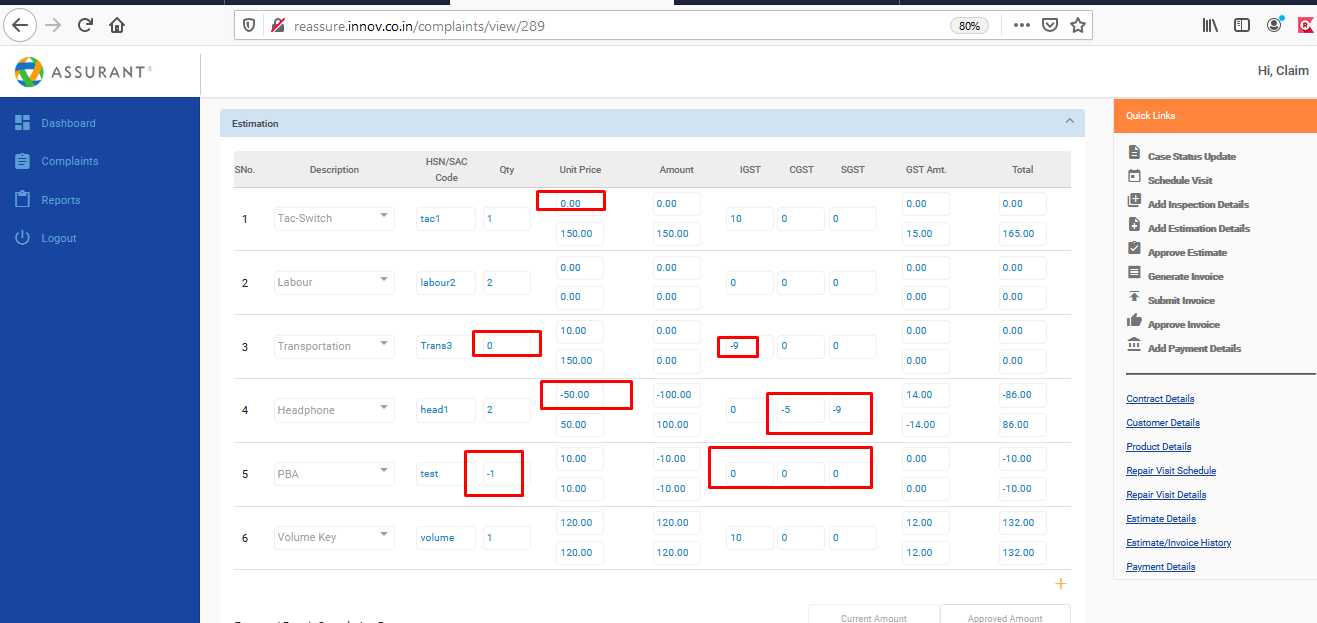 reassure.innov.co.in/complaints/view/289
80%
ASSURANT
Hi, Claim
Dashboard
Complaints
Reports
Logout
Estimation
SNo. Description HSN/SAC Code Qty Unit Price Amount IGST CGST SGST GST Amt. Total
0.00 0.00 0.00 0.00
1 Tac-Switch tac1 1 10 0 0
150.00 150.00 15.00 165.00
0.00 0.00 0.00 0.00
2 Labour labour2 2 0 0 0
0.00 0.00 0.00 0.00
10.00 0.00 0.00 0.00
3 Transportation Trans3 0 -9 0 0
150.00 0.00 0.00 0.00
-50.00 -100.00 14.00 -86.00
4 Headphone head1 2 0 -5 -9
50.00 100.00 -14.00 86.00
10.00 -10.00 0.00 -10.00
5 PBA test -1 0 0 0
10.00 -10.00 0.00 -10.00
120.00 120.00 12.00 132.00
6 Volume Key volume 1 10 0 0
120.00 120.00 12.00 132.00
Current Amount Approved Amount
Quick Links
Case Status Update
Schedule Visit
Add Inspection Details
Add Estimation Details
Approve Estimate
Generate Invoice
Submit Invoice
Approve Invoice
Add Payment Details
Contract Details
Customer Details
Product Details
Repair Visit Schedule
Repair Visit Details
Estimate Details
Estimate/Invoice History
Payment Details